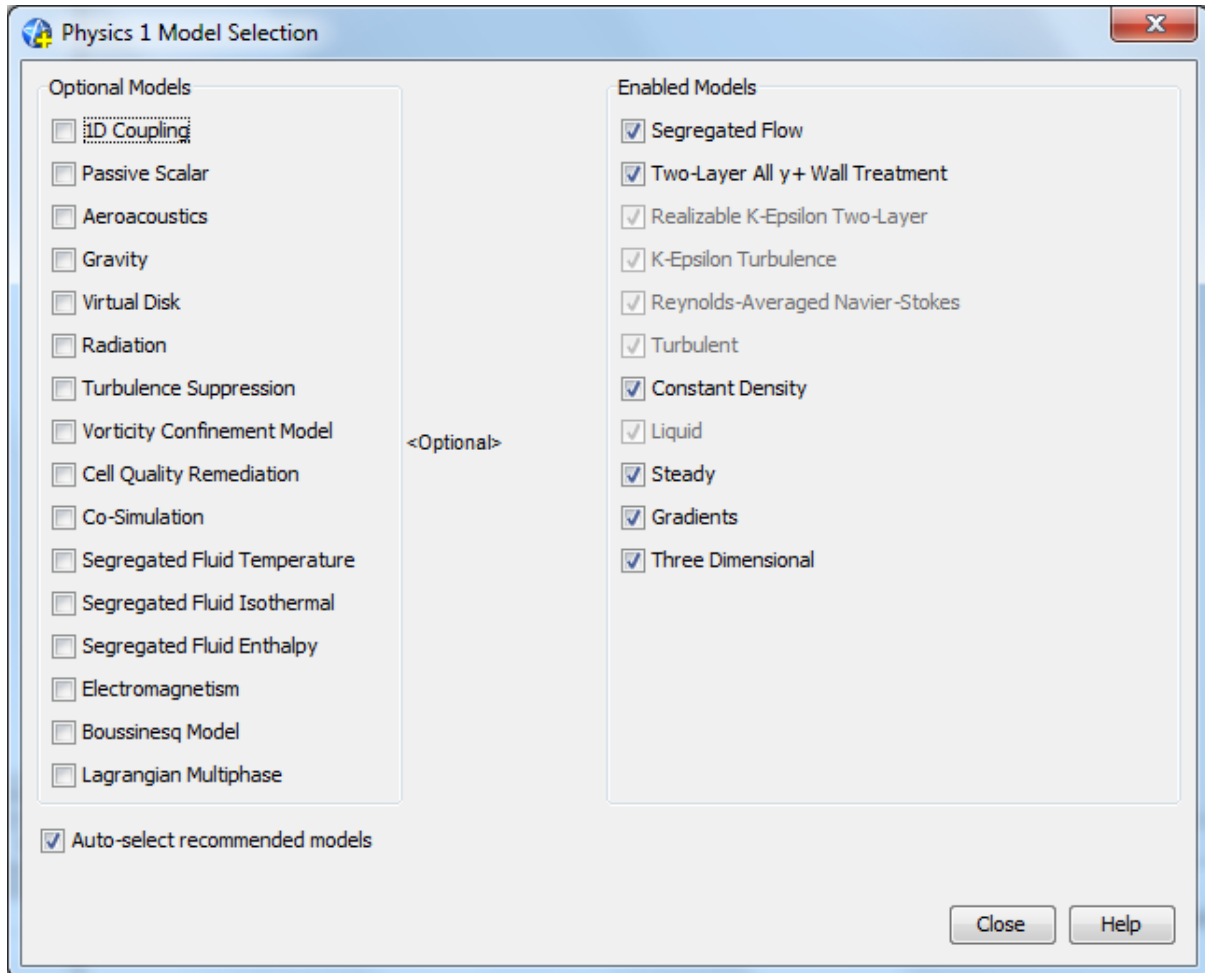 Physics 1 Model Selection
Optional Models
1D Coupling
Passive Scalar
Aeroacoustics
Gravity
Virtual Disk
Radiation
Turbulence Suppression
Vorticity Confinement Model
Cell Quality Remediation
Co-Simulation
Segregated Fluid Temperature
Segregated Fluid Isothermal
Segregated Fluid Enthalpy
Electromagnetism
Boussinesq Model
Lagrangian Multiphase
<Optional>
Enabled Models
Segregated Flow
Two-Layer All y+ Wall Treatment
Realizable K-Epsilon Two-Layer
K-Epsilon Turbulence
Reynolds-Averaged Navier-Stokes
Turbulent
Constant Density
Liquid
Steady
Gradients
Three Dimensional
Auto-select recommended models
Close
Help